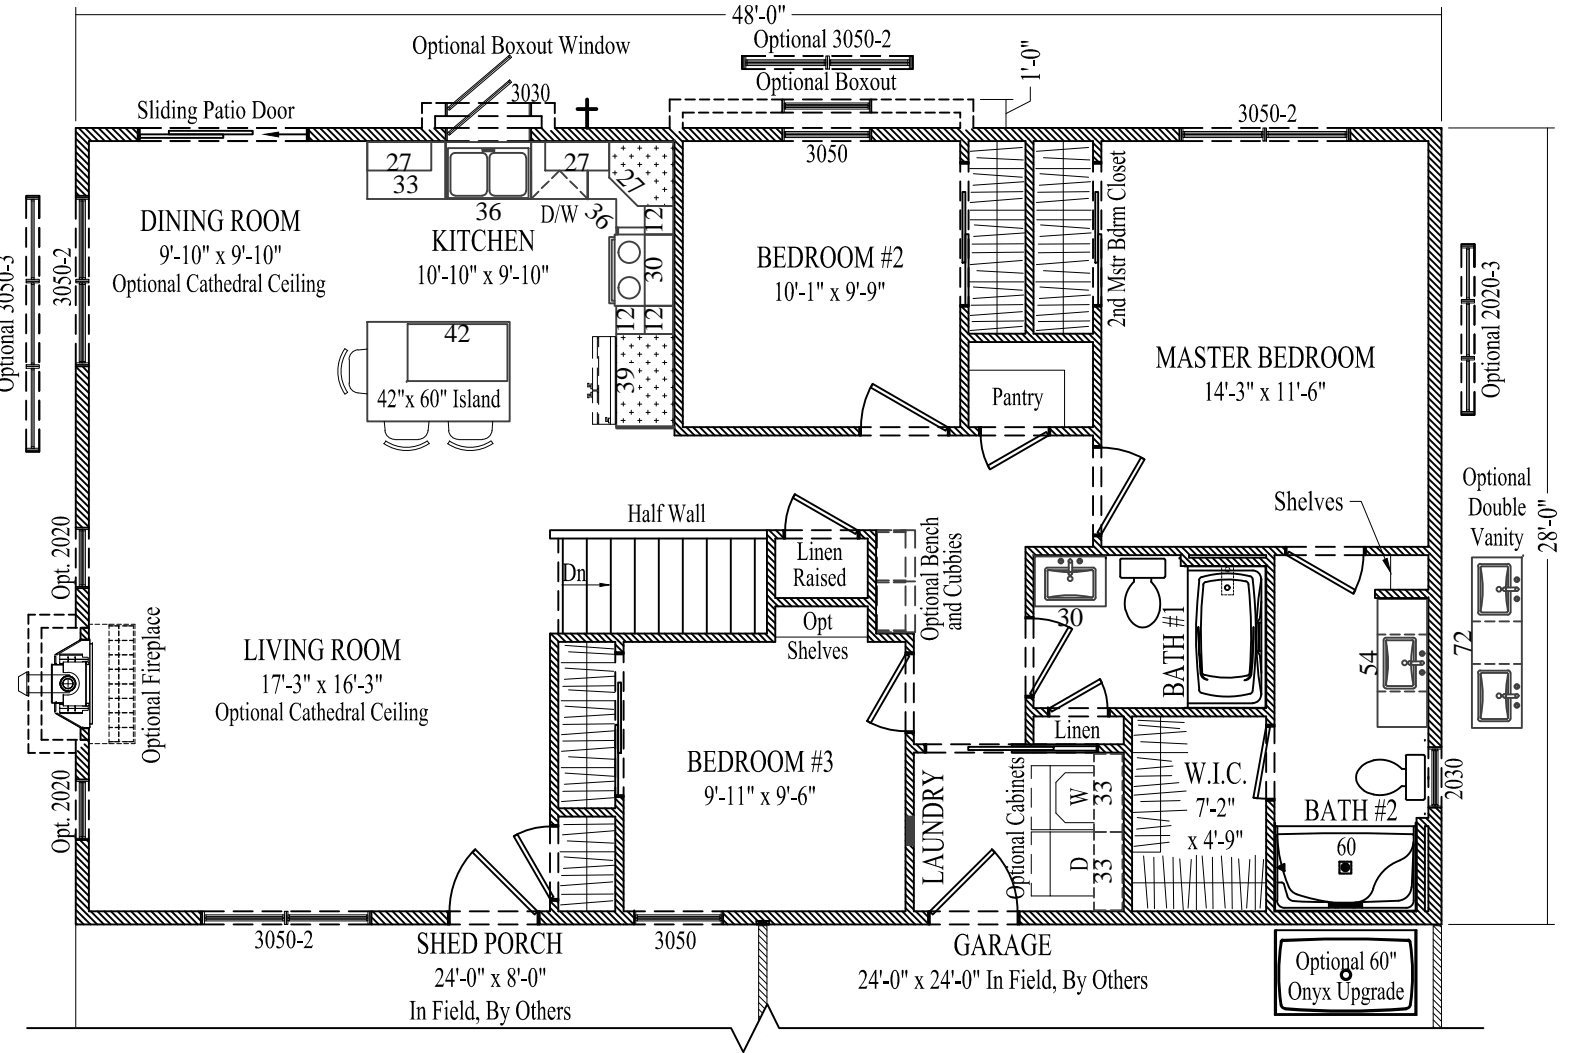 48'-0"
Optional Boxout Window
Optional 3050-2
Optional Boxout
1'-0"
Sliding Patio Door
3030
3050
3050-2
27
33
36
D/W
27
27
36
12
30
12
12
39
DINING ROOM
9'-10" x 9'-10"
Optional Cathedral Ceiling
KITCHEN
10'-10" x 9'-10"
42
42"x 60" Island
Optional 3050-3
3050-2
BEDROOM #2
10'-1" x 9'-9"
2nd Mstr Bdrm Closet
Pantry
MASTER BEDROOM
14'-3" x 11'-6"
Optional 2020-3
Optional
Double
Vanity
28'-0"
72
Shelves
Half Wall
Dn
Linen
Raised
Opt
Shelves
Optional Bench
and Cubbies
30
BATH #1
54
Opt. 2020
Optional Fireplace
Opt. 2020
LIVING ROOM
17'-3" x 16'-3"
Optional Cathedral Ceiling
BEDROOM #3
9'-11" x 9'-6"
Linen
LAUNDRY
Optional Cabinets
W
33
D
33
W.I.C.
7'-2"
x 4'-9"
BATH #2
60
2030
3050-2
SHED PORCH
24'-0" x 8'-0"
In Field, By Others
3050
GARAGE
24'-0" x 24'-0" In Field, By Others
Optional 60"
Onyx Upgrade